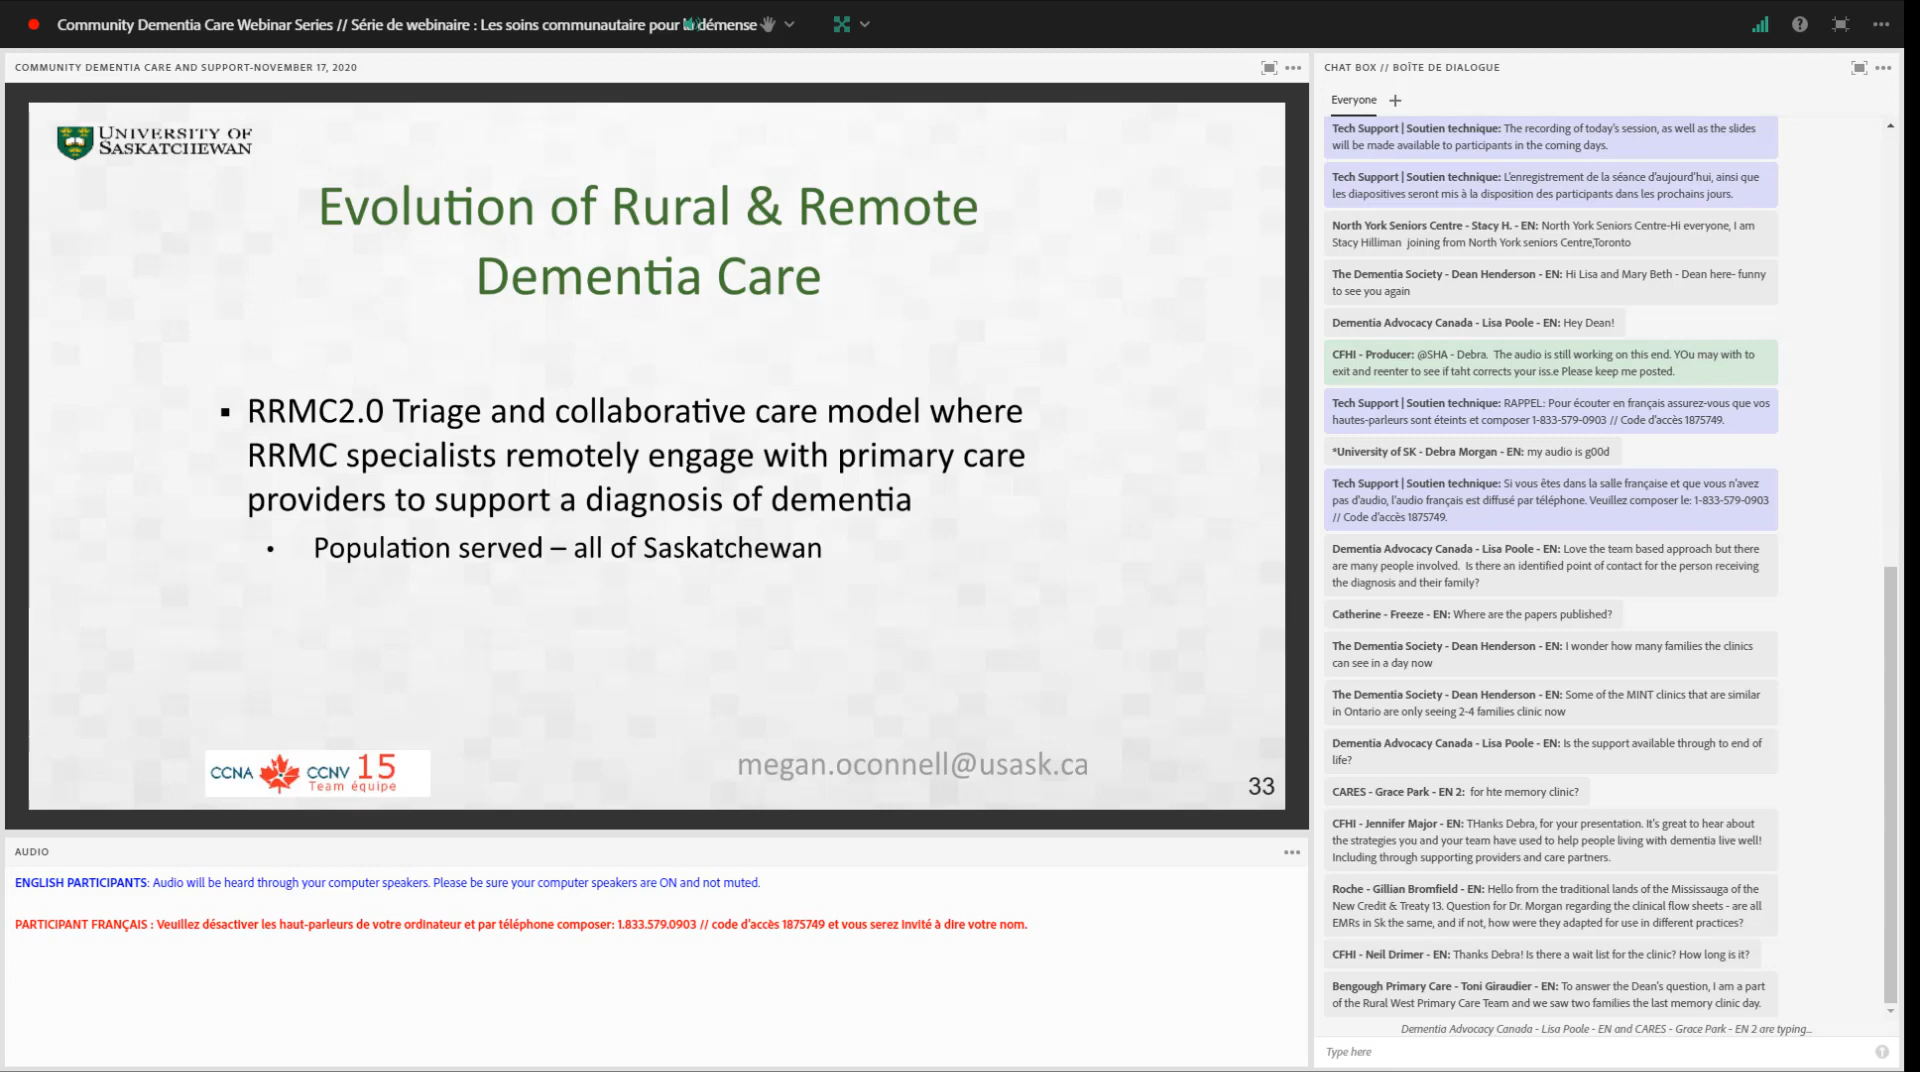 Community Dementia Care Webinar Series // Série de webinaire : Les soins communautaire pour la démense
COMMUNITY DEMENTIA CARE AND SUPPORT-NOVEMBER 17, 2020
UNIVERSITY OF
SASKATCHEWAN
Evolution of Rural & Remote
Dementia Care
▪ RRMC2.0 Triage and collaborative care model where
RRMC specialists remotely engage with primary care
providers to support a diagnosis of dementia
• Population served – all of Saskatchewan
CCNA CCNV 15
Team équipe
megan.oconnell@usask.ca
33
AUDIO
ENGLISH PARTICIPANTS: Audio will be heard through your computer speakers. Please be sure your computer speakers are ON and not muted.
PARTICIPANT FRANÇAIS : Veuillez désactiver les haut-parleurs de votre ordinateur et par téléphone composer: 1.833.579.0903 // code d'accès 1875749 et vous serez invité à dire votre nom.
CHAT BOX // BOÎTE DE DIALOGUE
Everyone
Tech Support | Soutien technique: The recording of today's session, as well as the slides
will be made available to participants in the coming days.
Tech Support | Soutien technique: L'enregistrement de la séance d'aujourd'hui, ainsi que
les diapositives seront mis à la disposition des participants dans les prochains jours.
North York Seniors Centre - Stacy H. - EN: North York Seniors Centre-Hi everyone, I am
Stacy Hilliman joining from North York seniors Centre,Toronto
The Dementia Society - Dean Henderson - EN: Hi Lisa and Mary Beth - Dean here- funny
to see you again
Dementia Advocacy Canada - Lisa Poole - EN: Hey Dean!
CFHI - Producer: @SHA - Debra. The audio is still working on this end. YOu may with to
exit and reenter to see if taht corrects your iss.e Please keep me posted.
Tech Support | Soutien technique: RAPPEL: Pour écouter en français assurez-vous que vos
hautes-parleurs sont éteints et composer 1-833-579-0903 // Code d'accès 1875749.
*University of SK - Debra Morgan - EN: my audio is g00d
Tech Support | Soutien technique: Si vous êtes dans la salle française et que vous n'avez
pas d'audio, l'audio français est diffusé par téléphone. Veuillez composer le: 1-833-579-0903
// Code d'accès 1875749.
Dementia Advocacy Canada - Lisa Poole - EN: Love the team based approach but there
are many people involved. Is there an identified point of contact for the person receiving
the diagnosis and their family?
Catherine - Freeze - EN: Where are the papers published?
The Dementia Society - Dean Henderson - EN: I wonder how many families the clinics
can see in a day now
The Dementia Society - Dean Henderson - EN: Some of the MINT clinics that are similar
in Ontario are only seeing 2-4 families clinic now
Dementia Advocacy Canada - Lisa Poole - EN: Is the support available through to end of
life?
CARES - Grace Park - EN 2: for hte memory clinic?
CFHI - Jennifer Major - EN: THanks Debra, for your presentation. It's great to hear about
the strategies you and your team have used to help people living with dementia live well!
Including through supporting providers and care partners.
Roche - Gillian Bromfield - EN: Hello from the traditional lands of the Mississauga of the
New Credit & Treaty 13. Question for Dr. Morgan regarding the clinical flow sheets - are all
EMRs in Sk the same, and if not, how were they adapted for use in different practices?
CFHI - Neil Drimer - EN: Thanks Debra! Is there a wait list for the clinic? How long is it?
Bengough Primary Care - Toni Giraudier - EN: To answer the Dean's question, I am a part
of the Rural West Primary Care Team and we saw two families the last memory clinic day.
Dementia Advocacy Canada - Lisa Poole - EN and CARES - Grace Park - EN 2 are typing...
Type here